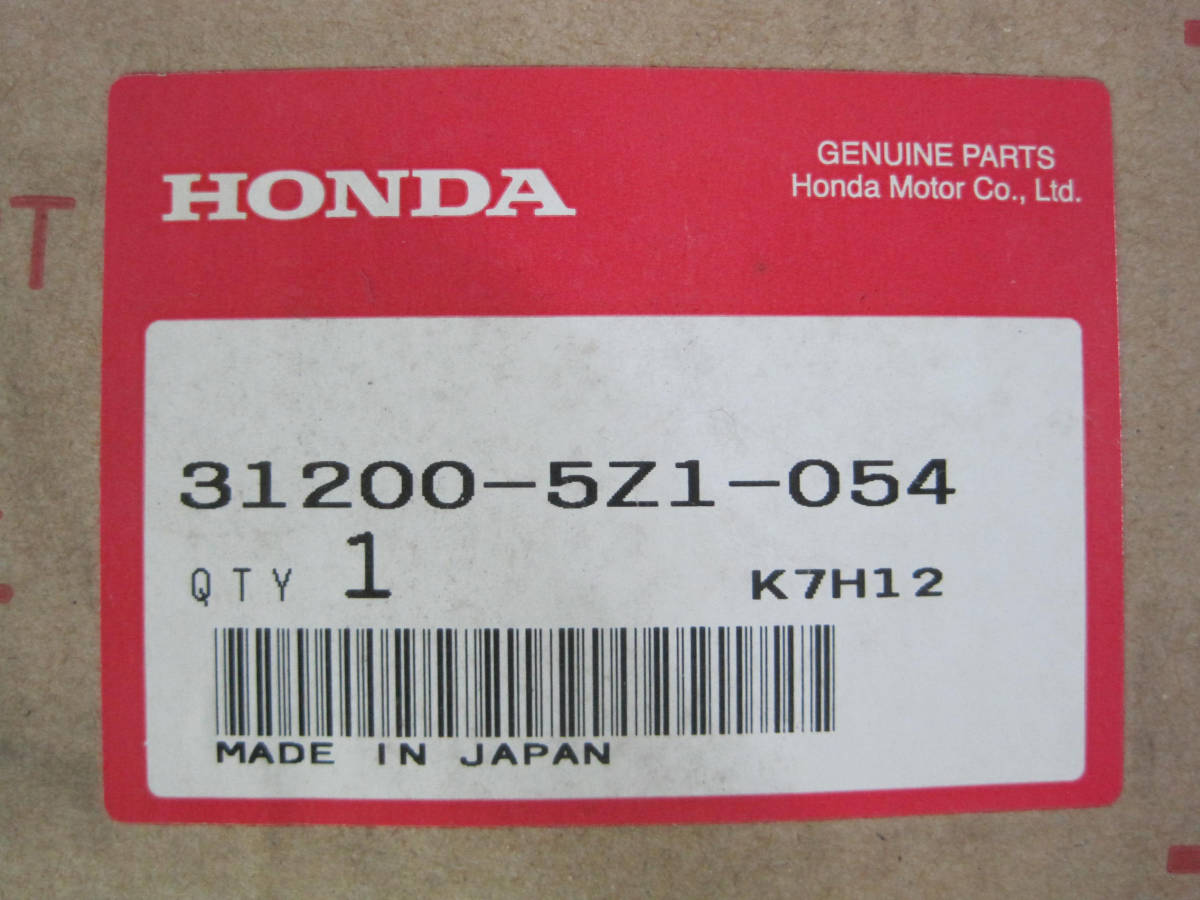 T
HONDA
GENUINE PARTS
Honda Motor Co., Ltd.
31200-5Z1-054
QTY 1
K7H12
MADE IN JAPAN